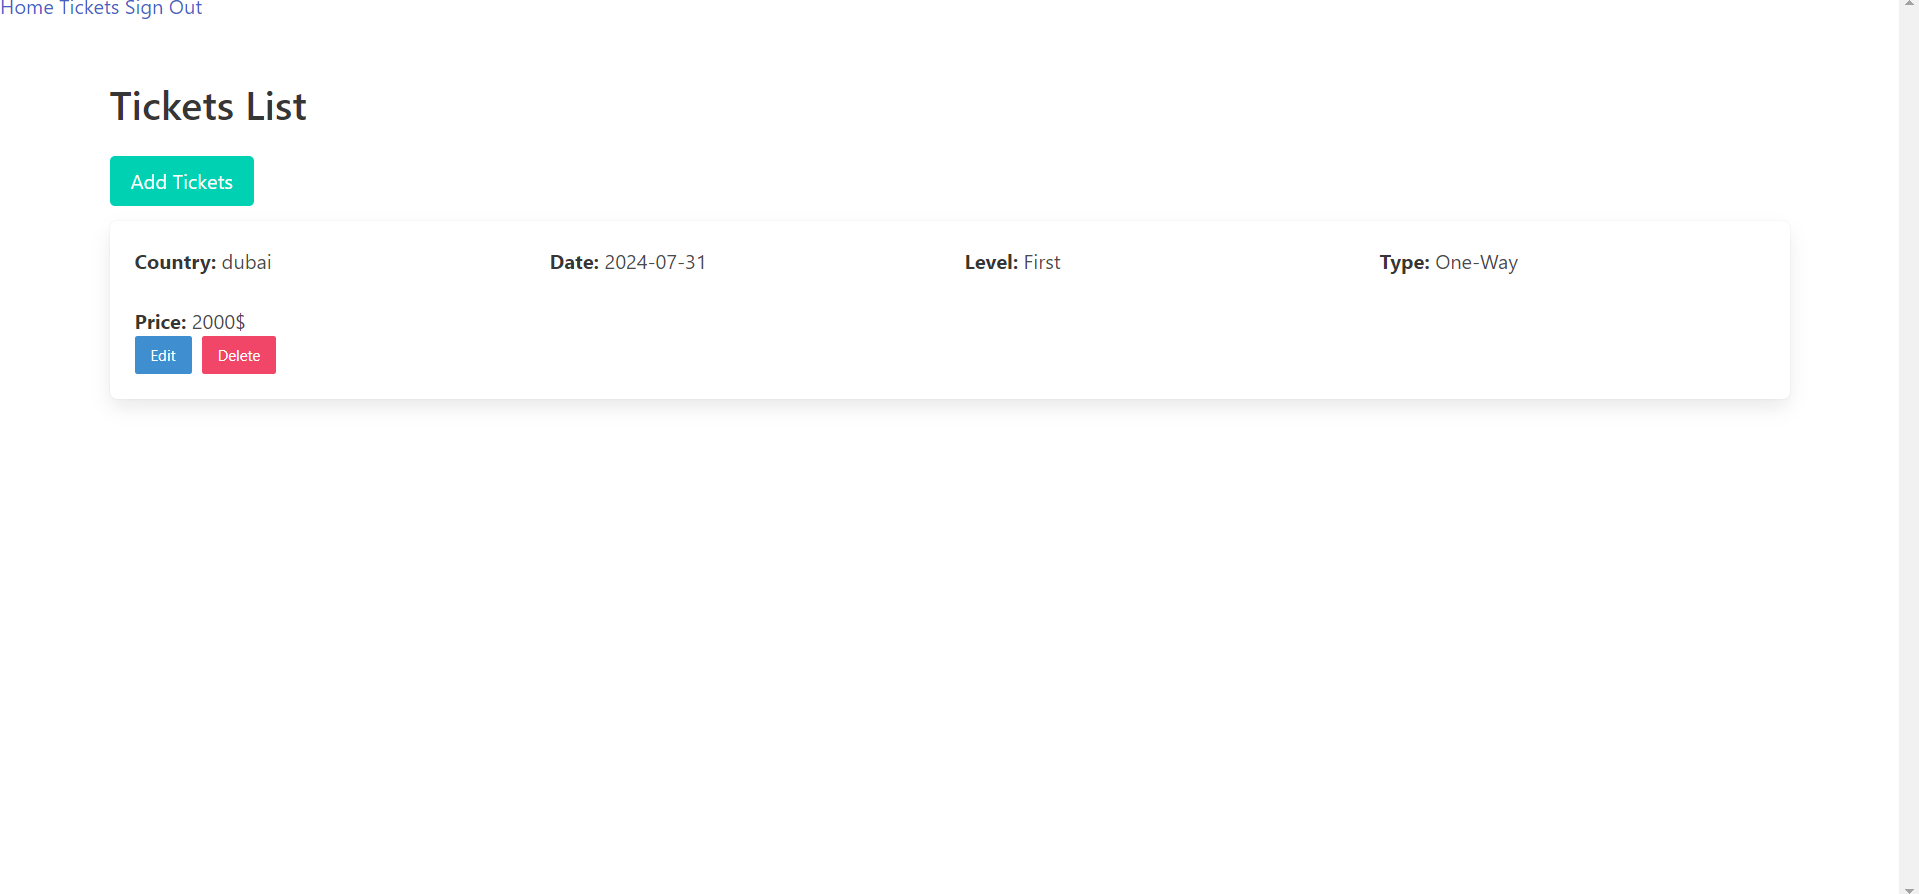 Home Tickets Sign Out
Tickets List
Add Tickets
Country: dubai Date: 2024-07-31 Level: First Type: One-Way
Price: 2000$
Edit Delete